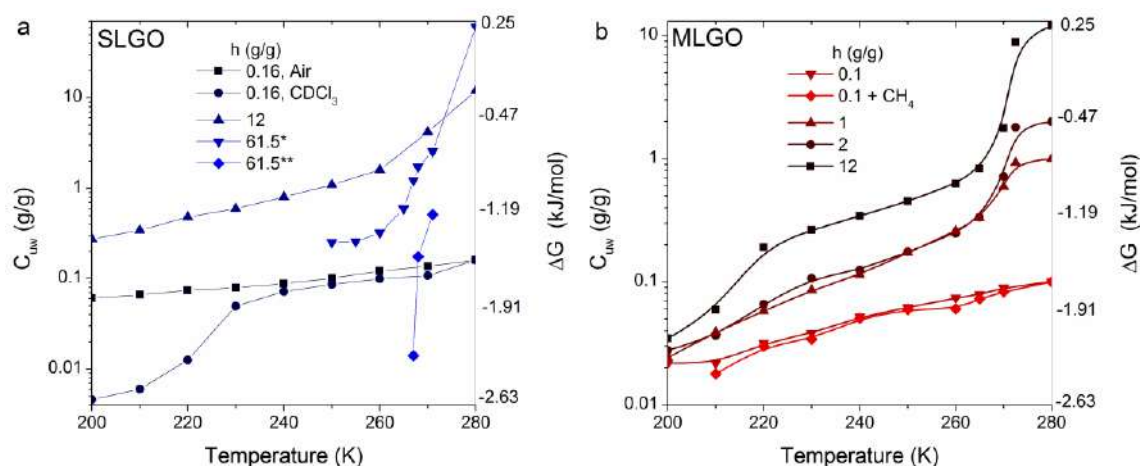 a
SLGO
h (g/g)
0.16, Air
0.16, CDCl₃
12
61.5*
61.5**
10
1
0.1
0.01
C_uw (g/g)
0.25
-0.47
-1.19
-1.91
-2.63
ΔG (kJ/mol)
200 220 240 260 280
Temperature (K)
b
MLGO
h (g/g)
0.1
0.1 + CH₄
1
2
12
10
1
0.1
0.01
C_uw (g/g)
0.25
-0.47
-1.19
-1.91
-2.63
ΔG (kJ/mol)
200 220 240 260 280
Temperature (K)